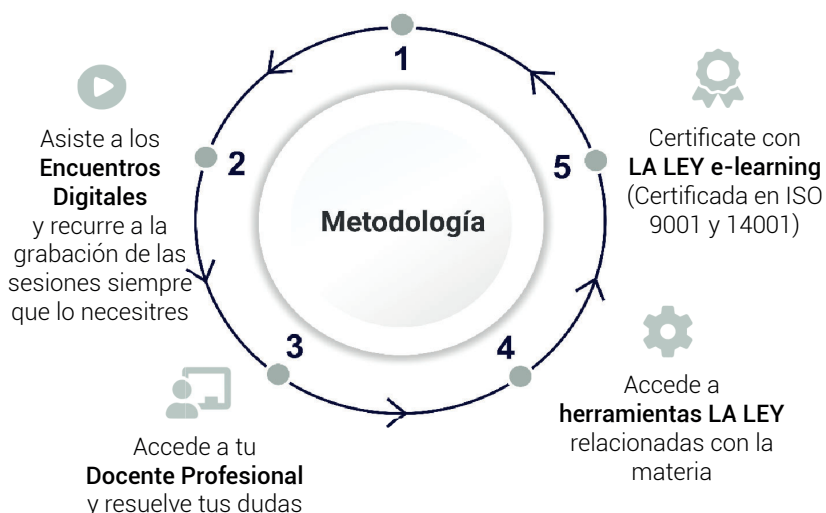 1
Asiste a los
Encuentros
Digitales
y recurre a la
grabación de las
sesiones siempre
que lo necesitres
2
Metodología
5
Certificate con
LA LEY e-learning
(Certificada en ISO
9001 y 14001)
3
4
Accede a tu
Docente Profesional
y resuelve tus dudas
Accede a
herramientas LA LEY
relacionadas con la
materia